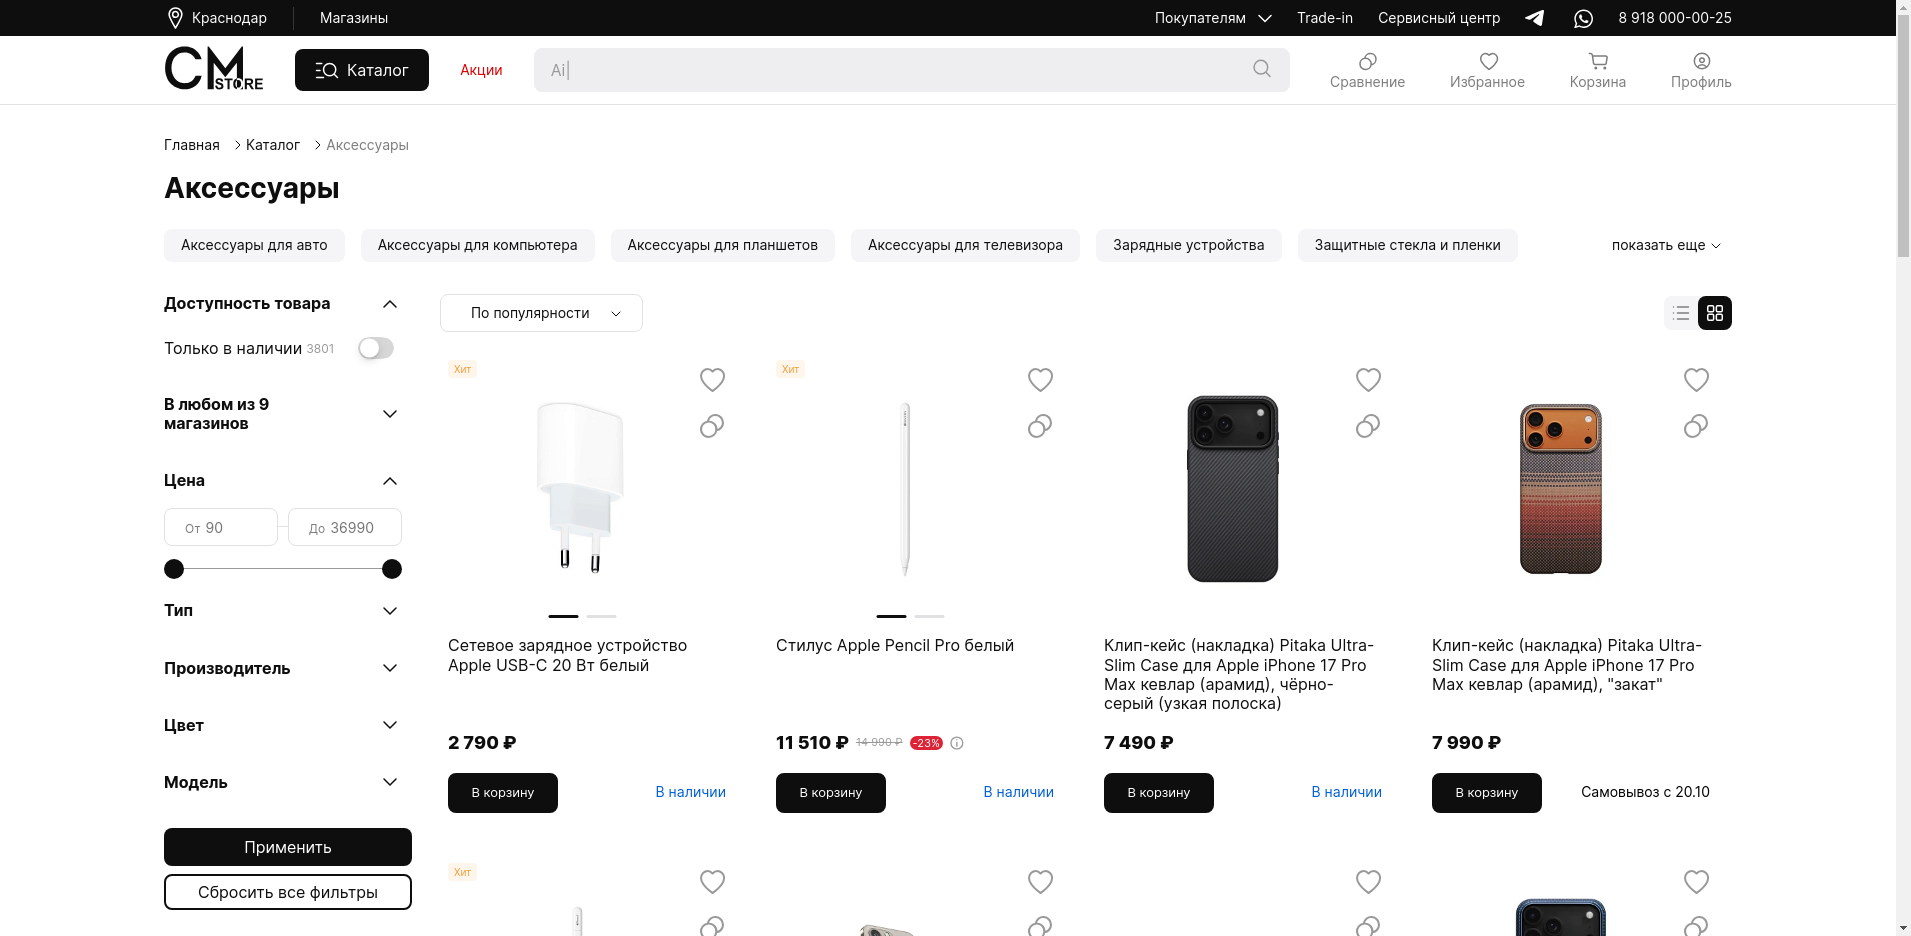 Краснодар Магазины Покупателям Trade-in Сервисный центр 8 918 000-00-25
CM STORE Каталог Акции Ai Сравнение Избранное Корзина Профиль
Главная Каталог Аксессуары
Аксессуары
Аксессуары для авто Аксессуары для компьютера Аксессуары для планшетов Аксессуары для телевизора Зарядные устройства Защитные стекла и пленки показать еще
Доступность товара
Только в наличии 3801
В любом из 9
магазинов
Цена
От 90 До 36990
Тип
Производитель
Цвет
Модель
Применить
Сбросить все фильтры
По популярности
Хит
Сетевое зарядное устройство
Apple USB-C 20 Вт белый
2 790 ₽
В корзину В наличии
Хит
Стилус Apple Pencil Pro белый
11 510 ₽ 14 990 ₽ -23%
В корзину В наличии
Клип-кейс (накладка) Pitaka Ultra-
Slim Case для Apple iPhone 17 Pro
Max кевлар (арамид), чёрно-
серый (узкая полоска)
7 490 ₽
В корзину В наличии
Клип-кейс (накладка) Pitaka Ultra-
Slim Case для Apple iPhone 17 Pro
Max кевлар (арамид), "закат"
7 990 ₽
В корзину Самовывоз с 20.10
Хит